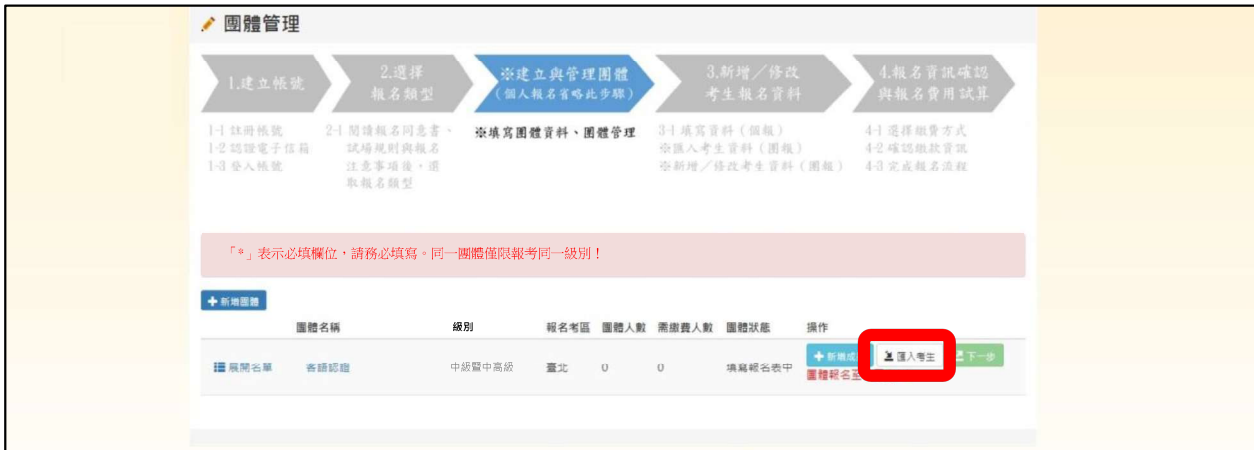 團體管理
1.建立帳號
2.選擇
報名類型
※建立與管理團體
(個人報名省略此步驟)
3.新增／修改
考生報名資料
4.報名資訊確認
與報名費用試算
1-1 註冊帳號
1-2 認證電子信箱
1-3 登入帳號
2-1 閱讀報名同意書、
試場規則與報名
注意事項後，選
取報名類型
※填寫團體資料、團體管理
3-1 填寫資料（個報）
※匯入考生資料（團報）
※新增／修改考生資料（團報）
4-1 選擇繳費方式
4-2 確認繳款資訊
4-3 完成報名流程
「*」表示必填欄位，請務必填寫。同一團體僅限報考同一級別！
新增團體
團體名稱 級別 報名考區 團體人數 需繳費人數 團體狀態 操作
展開名單 客語認證 中級暨中高級 臺北 0 0 填寫報名表中 新增成 匯入考生 下一步
團體報名至